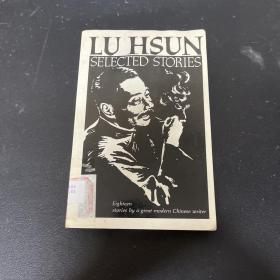 LU HSUN
SELECTED STORIES
Eighteen
stories by a great modern Chinese writer